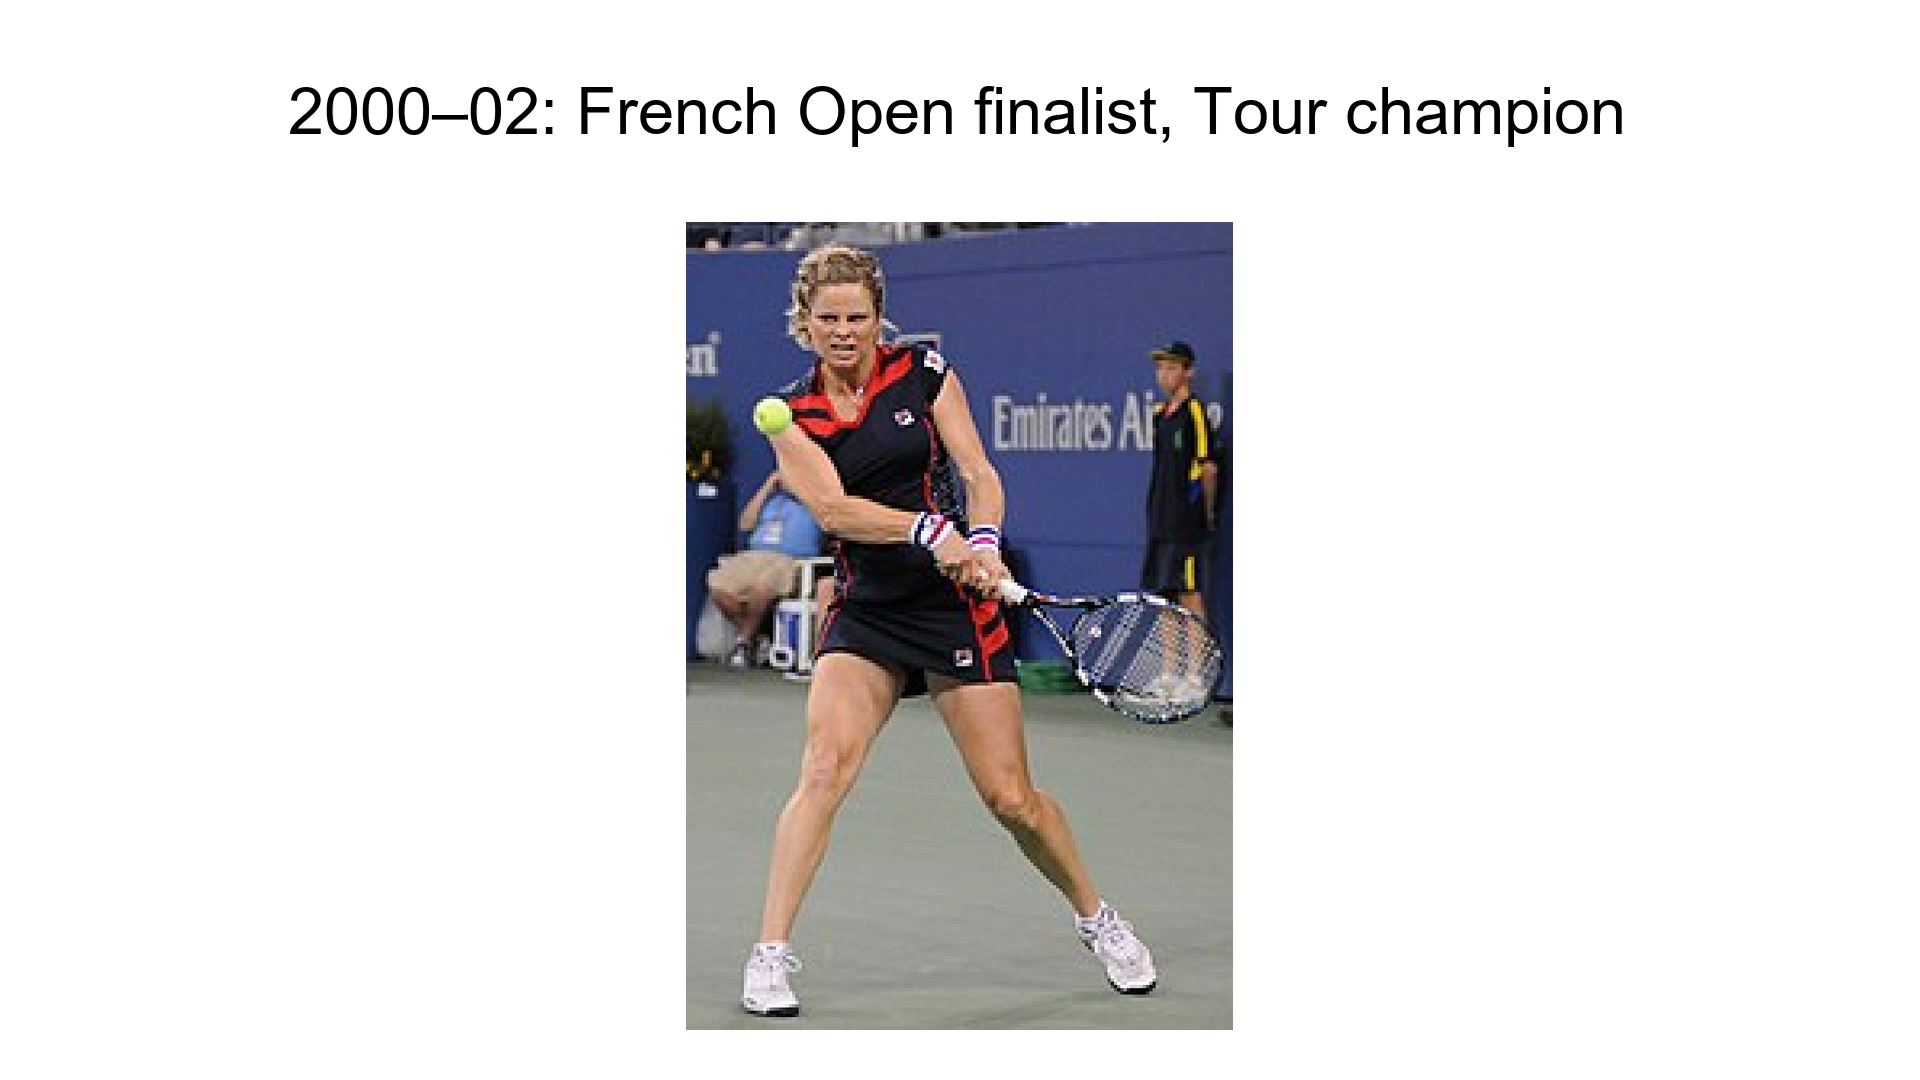 2000–02: French Open finalist, Tour champion
Emirates Ai